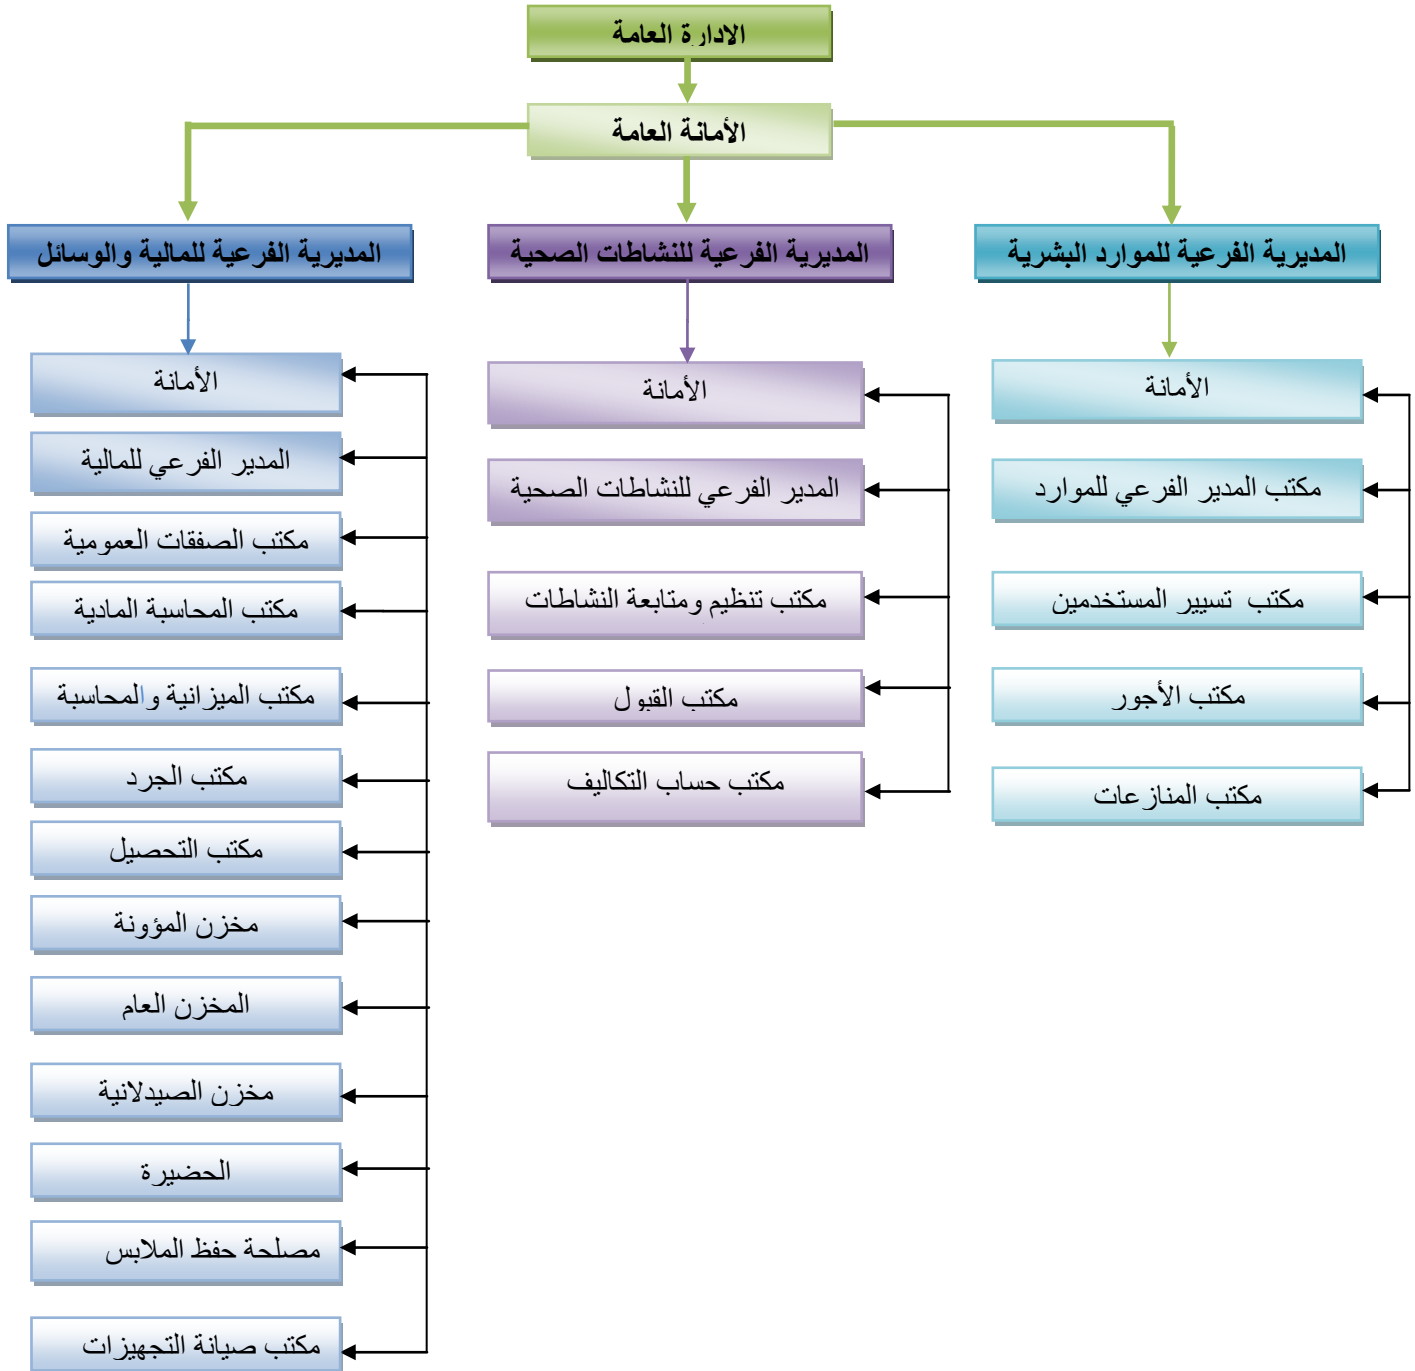 الادارة العامة
الأمانة العامة
المديرية الفرعية للموارد البشرية
الأمانة
مكتب المدير الفرعي للموارد
مكتب تسيير المستخدمين
مكتب الأجور
مكتب المنازعات
المديرية الفرعية للنشاطات الصحية
الأمانة
المدير الفرعي للنشاطات الصحية
مكتب تنظيم ومتابعة النشاطات
مكتب القبول
مكتب حساب التكاليف
المديرية الفرعية للمالية والوسائل
الأمانة
المدير الفرعي للمالية
مكتب الصفقات العمومية
مكتب المحاسبة المادية
مكتب الميزانية والمحاسبة
مكتب الجرد
مكتب التحصيل
مخزن المؤونة
المخزن العام
مخزن الصيدلانية
الحضيرة
مصلحة حفظ الملابس
مكتب صيانة التجهيزات